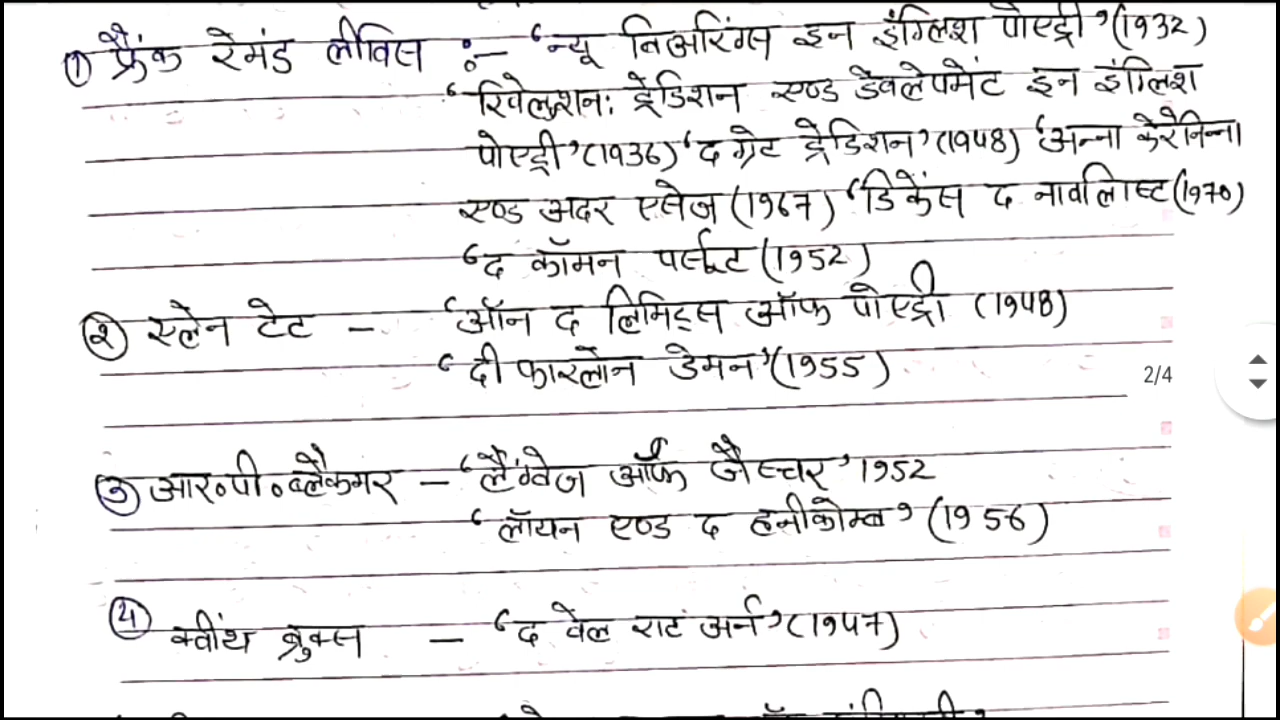 ① फ्रैंक रेमंड लीविस :- 'न्यू बिअरिंग्स इन इंग्लिश पोएट्री' (1932)
'रिवेलुशन: ट्रेडिशन एण्ड डेवलेपमेंट इन इंग्लिश
पोएट्री' (1936) 'द ग्रेट ट्रेडिशन' (1948) 'अन्ना केरेनिन्ना
एण्ड अदर एसेज (1967) 'डिकेंस द नावलिस्ट (1970)
'द कॉमन पर्सूट (1952)
② एलेन टेट - 'ऑन द लिमिट्स ऑफ पोएट्री (1948)
'दी फारलोन डेमन' (1955)
2/4
③ आर॰पी॰ब्लैकमर - 'लैंग्वेज ऑफ जैस्चर' 1952
'लॉयन एण्ड द हनीकोम्ब' (1956)
④ क्लींथ ब्रुक्स - 'द वेल राट अर्न' (1947)